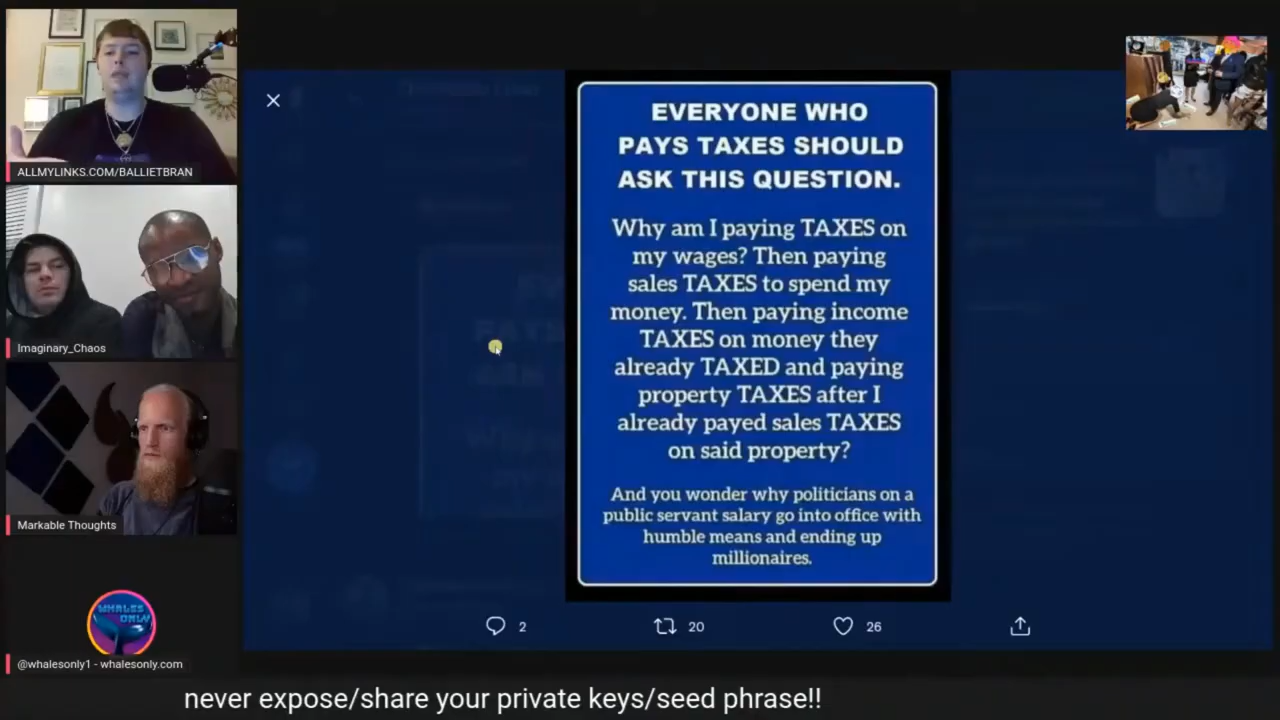 ALLMYLINKS.COM/BALLIETBRAN
Imaginary_Chaos
Markable Thoughts
WHALES
ONLY
@whalesonly1 - whalesonly.com
EVERYONE WHO
PAYS TAXES SHOULD
ASK THIS QUESTION.
Why am I paying TAXES on
my wages? Then paying
sales TAXES to spend my
money. Then paying income
TAXES on money they
already TAXED and paying
property TAXES after I
already payed sales TAXES
on said property?
And you wonder why politicians on a
public servant salary go into office with
humble means and ending up
millionaires.
2
20
26
never expose/share your private keys/seed phrase!!